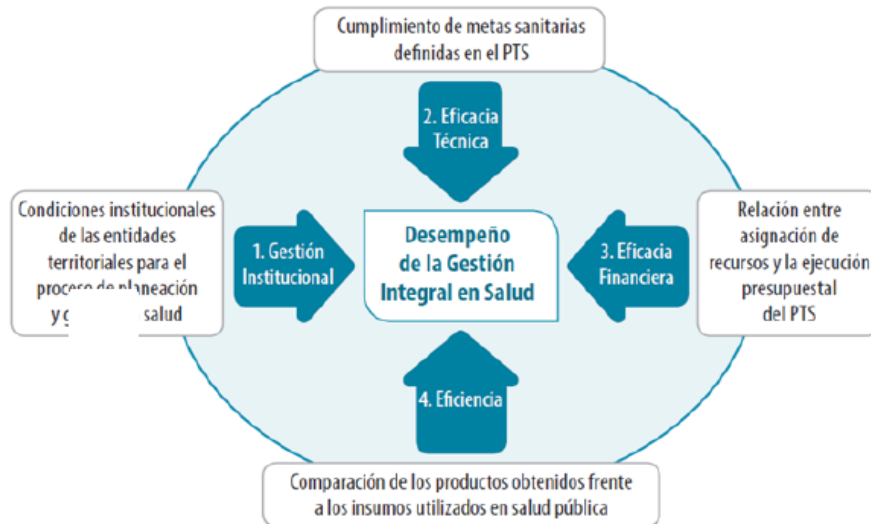 Cumplimiento de metas sanitarias
definidas en el PTS
2. Eficacia
Técnica
Condiciones institucionales
de las entidades
territoriales para el
proceso de planeación
y salud
1. Gestión
Institucional
Desempeño
de la Gestión
Integral en Salud
3. Eficacia
Financiera
Relación entre
asignación de
recursos y la ejecución
presupuestal
del PTS
4. Eficiencia
Comparación de los productos obtenidos frente
a los insumos utilizados en salud pública